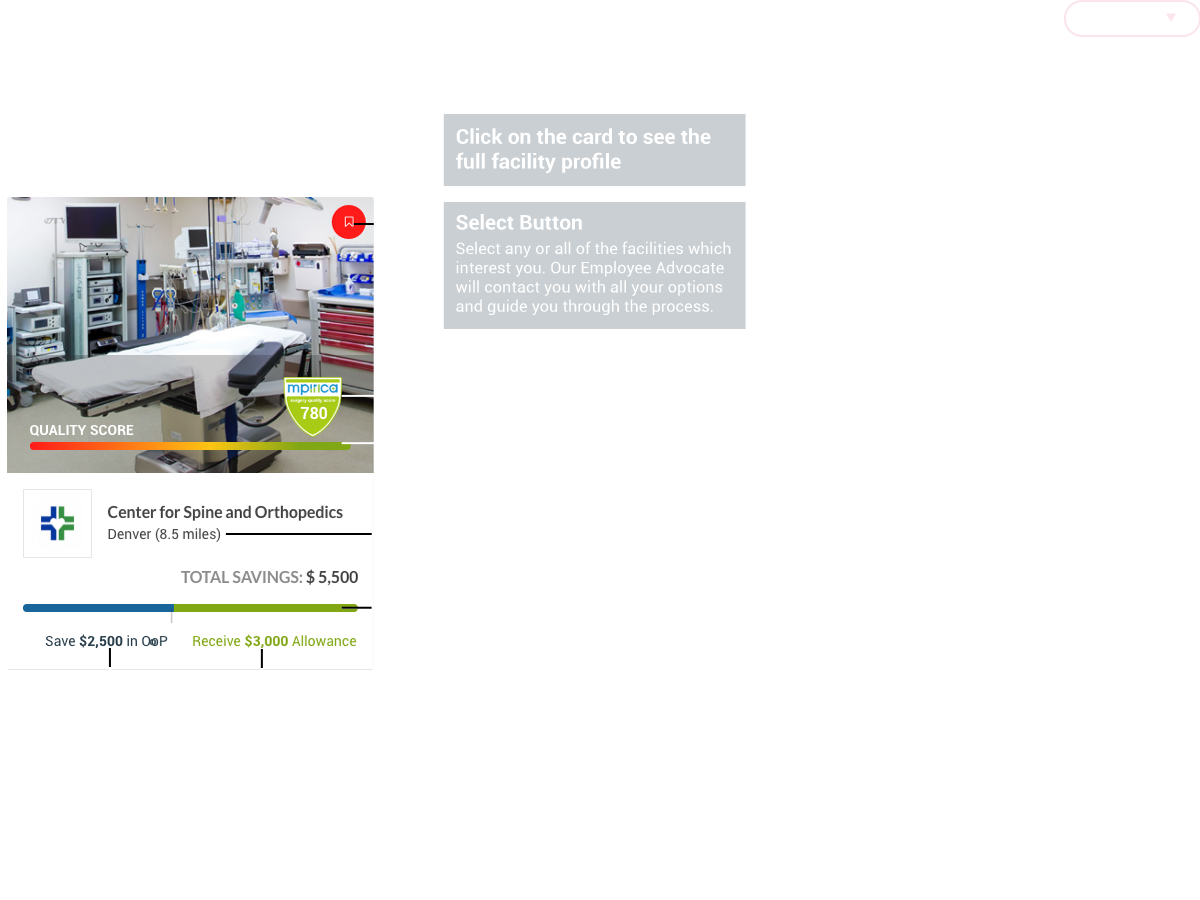 Click on the card to see the
full facility profile
Select Button
Select any or all of the facilities which
interest you. Our Employee Advocate
will contact you with all your options
and guide you through the process.
mpirica
surgery quality score
780
QUALITY SCORE
Center for Spine and Orthopedics
Denver (8.5 miles)
TOTAL SAVINGS: $ 5,500
Save $2,500 in OoP
Receive $3,000 Allowance